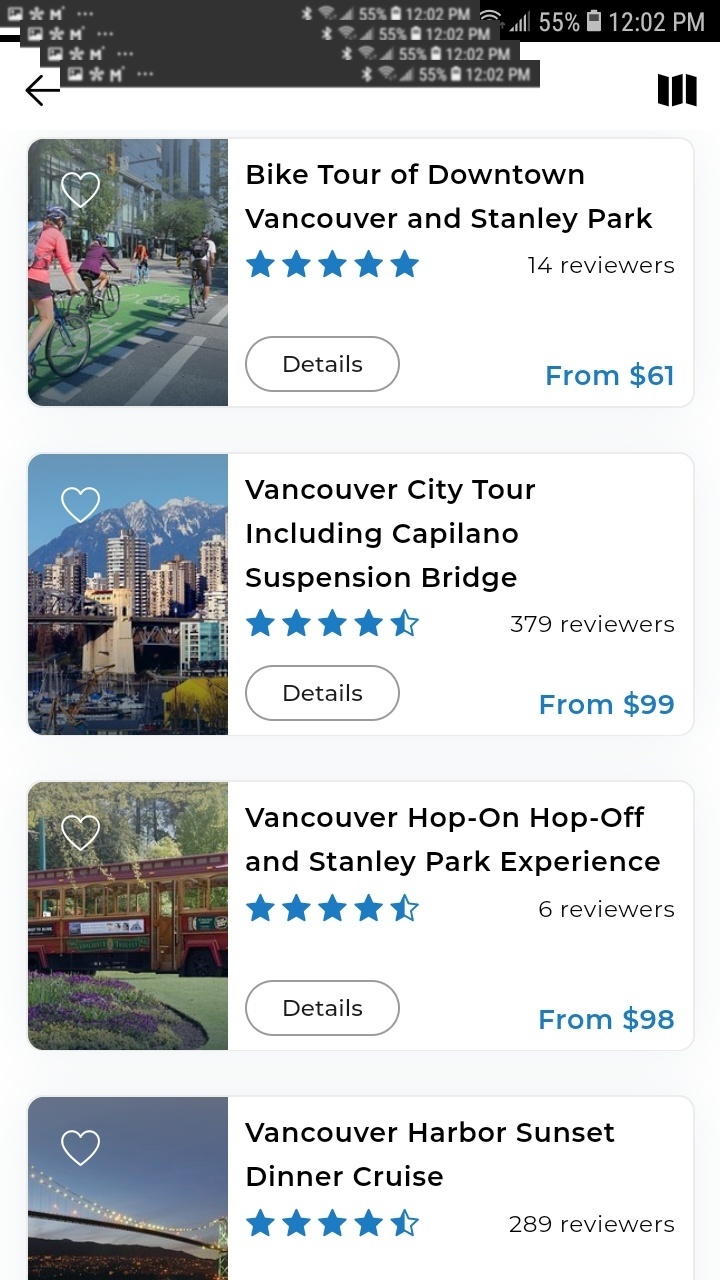 55% 12:02 PM
55% 12:02 PM
55% 12:02 PM
55% 12:02 PM
55% 12:02 PM
Bike Tour of Downtown
Vancouver and Stanley Park
14 reviewers
Details
From $61
Vancouver City Tour
Including Capilano
Suspension Bridge
379 reviewers
Details
From $99
Vancouver Hop-On Hop-Off
and Stanley Park Experience
6 reviewers
Details
From $98
Vancouver Harbor Sunset
Dinner Cruise
289 reviewers